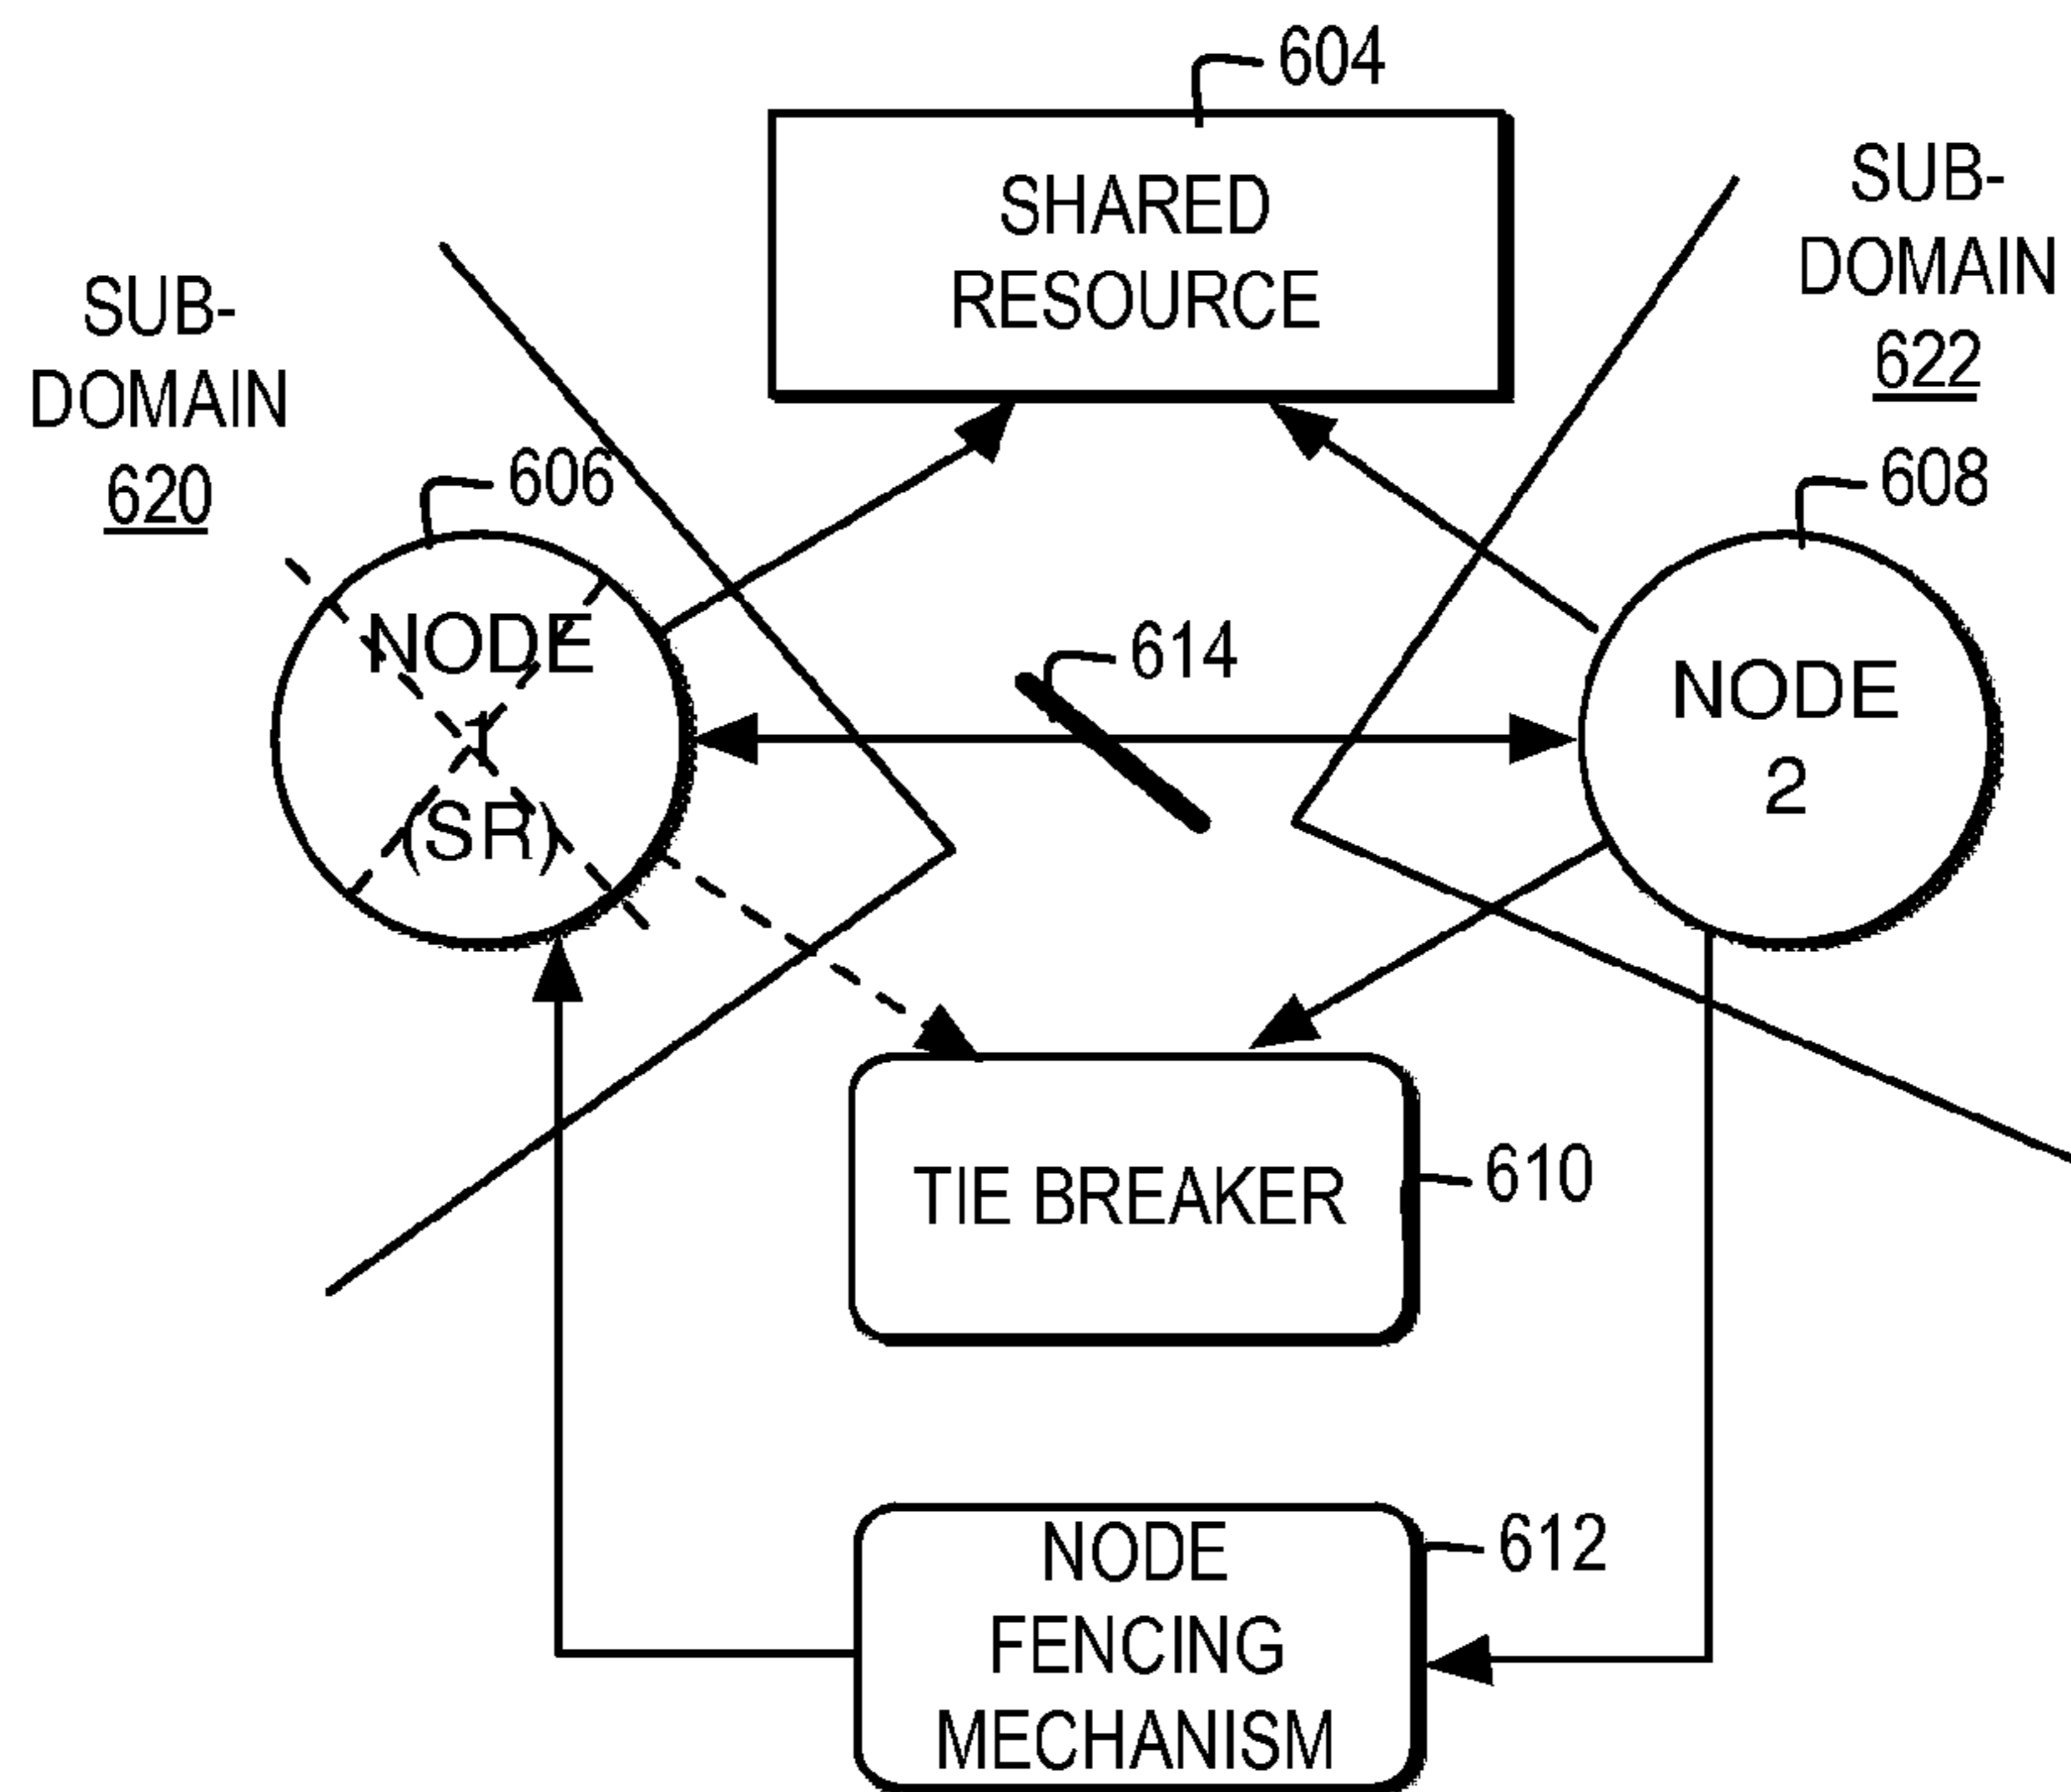 604
SHARED
RESOURCE
SUB-
DOMAIN
622
SUB-
DOMAIN
620
606
608
NODE
1
(SR)
614
NODE
2
TIE BREAKER
610
NODE
FENCING
MECHANISM
612